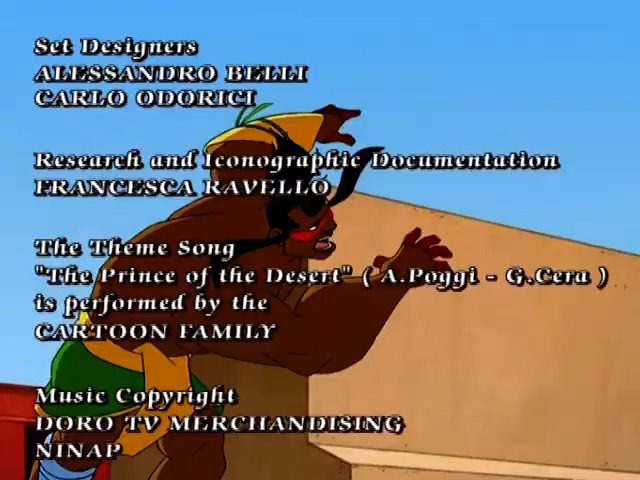 Set Designers
ALESSANDRO BELLI
CARLO ODORICI
Research and Iconographic Documentation
FRANCESCA RAVELLO
The Theme Song
"The Prince of the Desert" ( A.Poggi - G.Cera )
is performed by the
CARTOON FAMILY
Music Copyright
DORO TV MERCHANDISING
NINAP